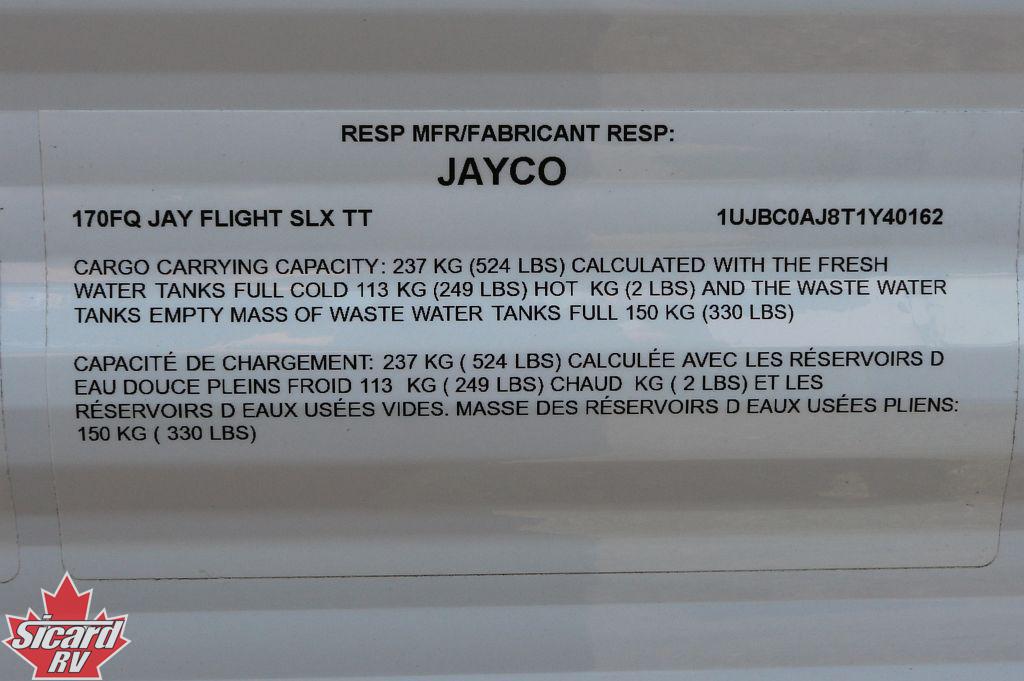 RESP MFR/FABRICANT RESP:
JAYCO
170FQ JAY FLIGHT SLX TT 1UJBC0AJ8T1Y40162
CARGO CARRYING CAPACITY: 237 KG (524 LBS) CALCULATED WITH THE FRESH
WATER TANKS FULL COLD 113 KG (249 LBS) HOT KG (2 LBS) AND THE WASTE WATER
TANKS EMPTY MASS OF WASTE WATER TANKS FULL 150 KG (330 LBS)
CAPACITÉ DE CHARGEMENT: 237 KG ( 524 LBS) CALCULÉE AVEC LES RÉSERVOIRS D
EAU DOUCE PLEINS FROID 113 KG ( 249 LBS) CHAUD KG ( 2 LBS) ET LES
RÉSERVOIRS D EAUX USÉES VIDES. MASSE DES RÉSERVOIRS D EAUX USÉES PLIENS:
150 KG ( 330 LBS)
Sicard
RV